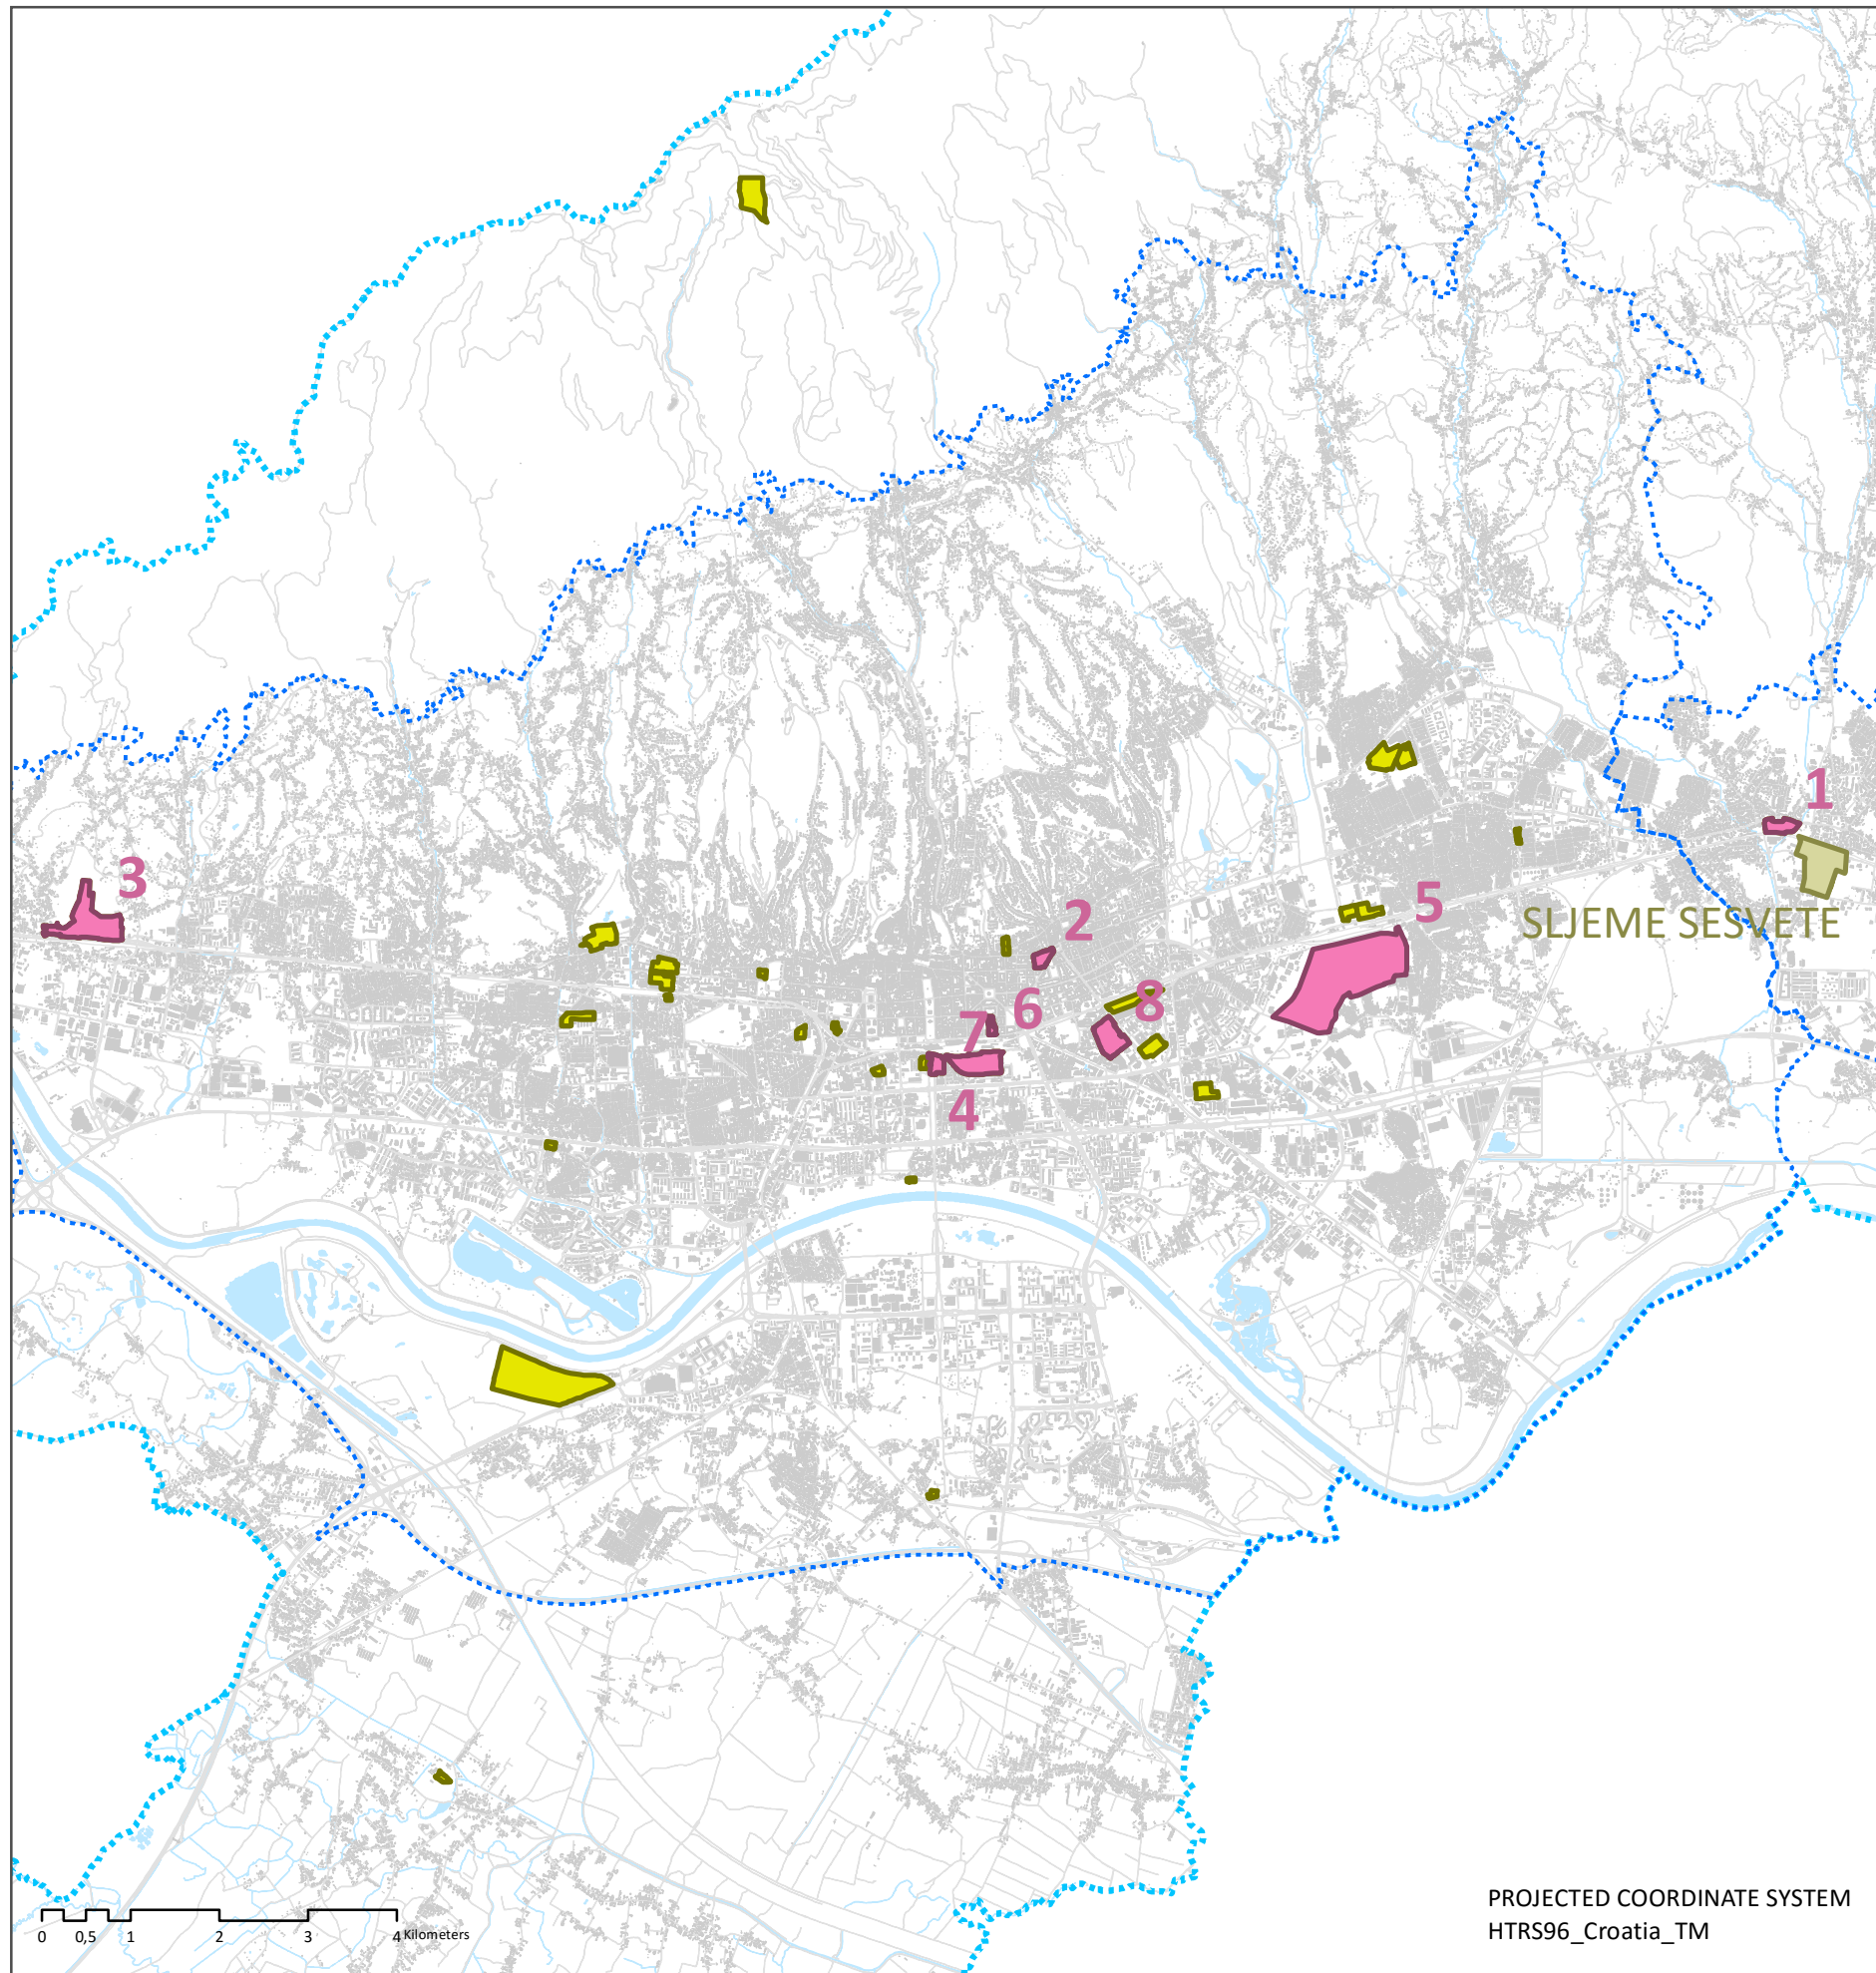 1
3
5
2
SLJEME SESVETE
6
8
7
4
0 0,5 1 2 3 4 Kilometers
PROJECTED COORDINATE SYSTEM
HTRS96_Croatia_TM